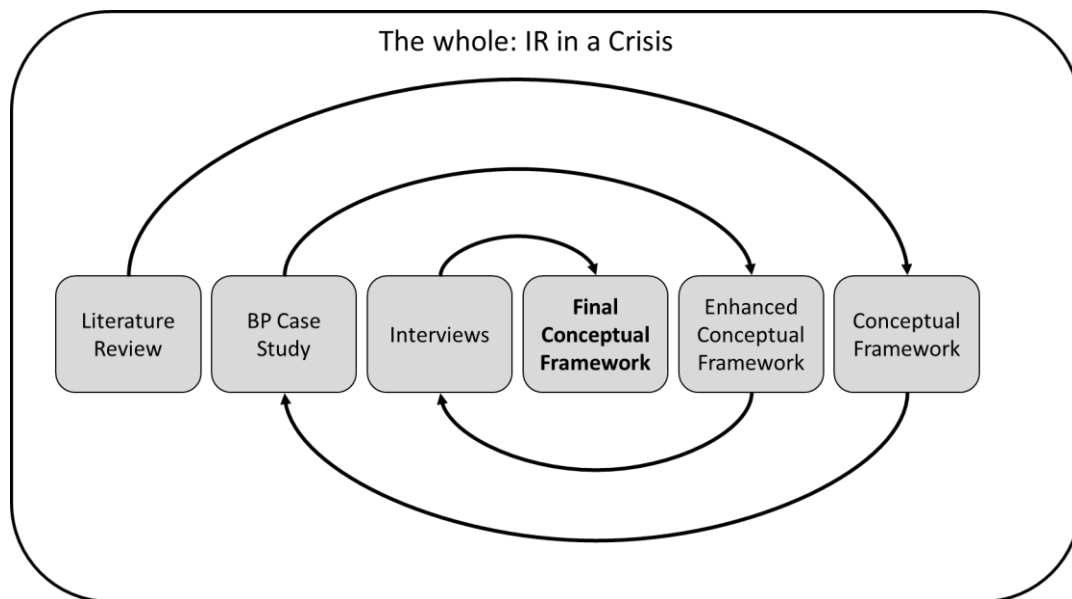 The whole: IR in a Crisis
Literature
Review
BP Case
Study
Interviews
Final
Conceptual
Framework
Enhanced
Conceptual
Framework
Conceptual
Framework